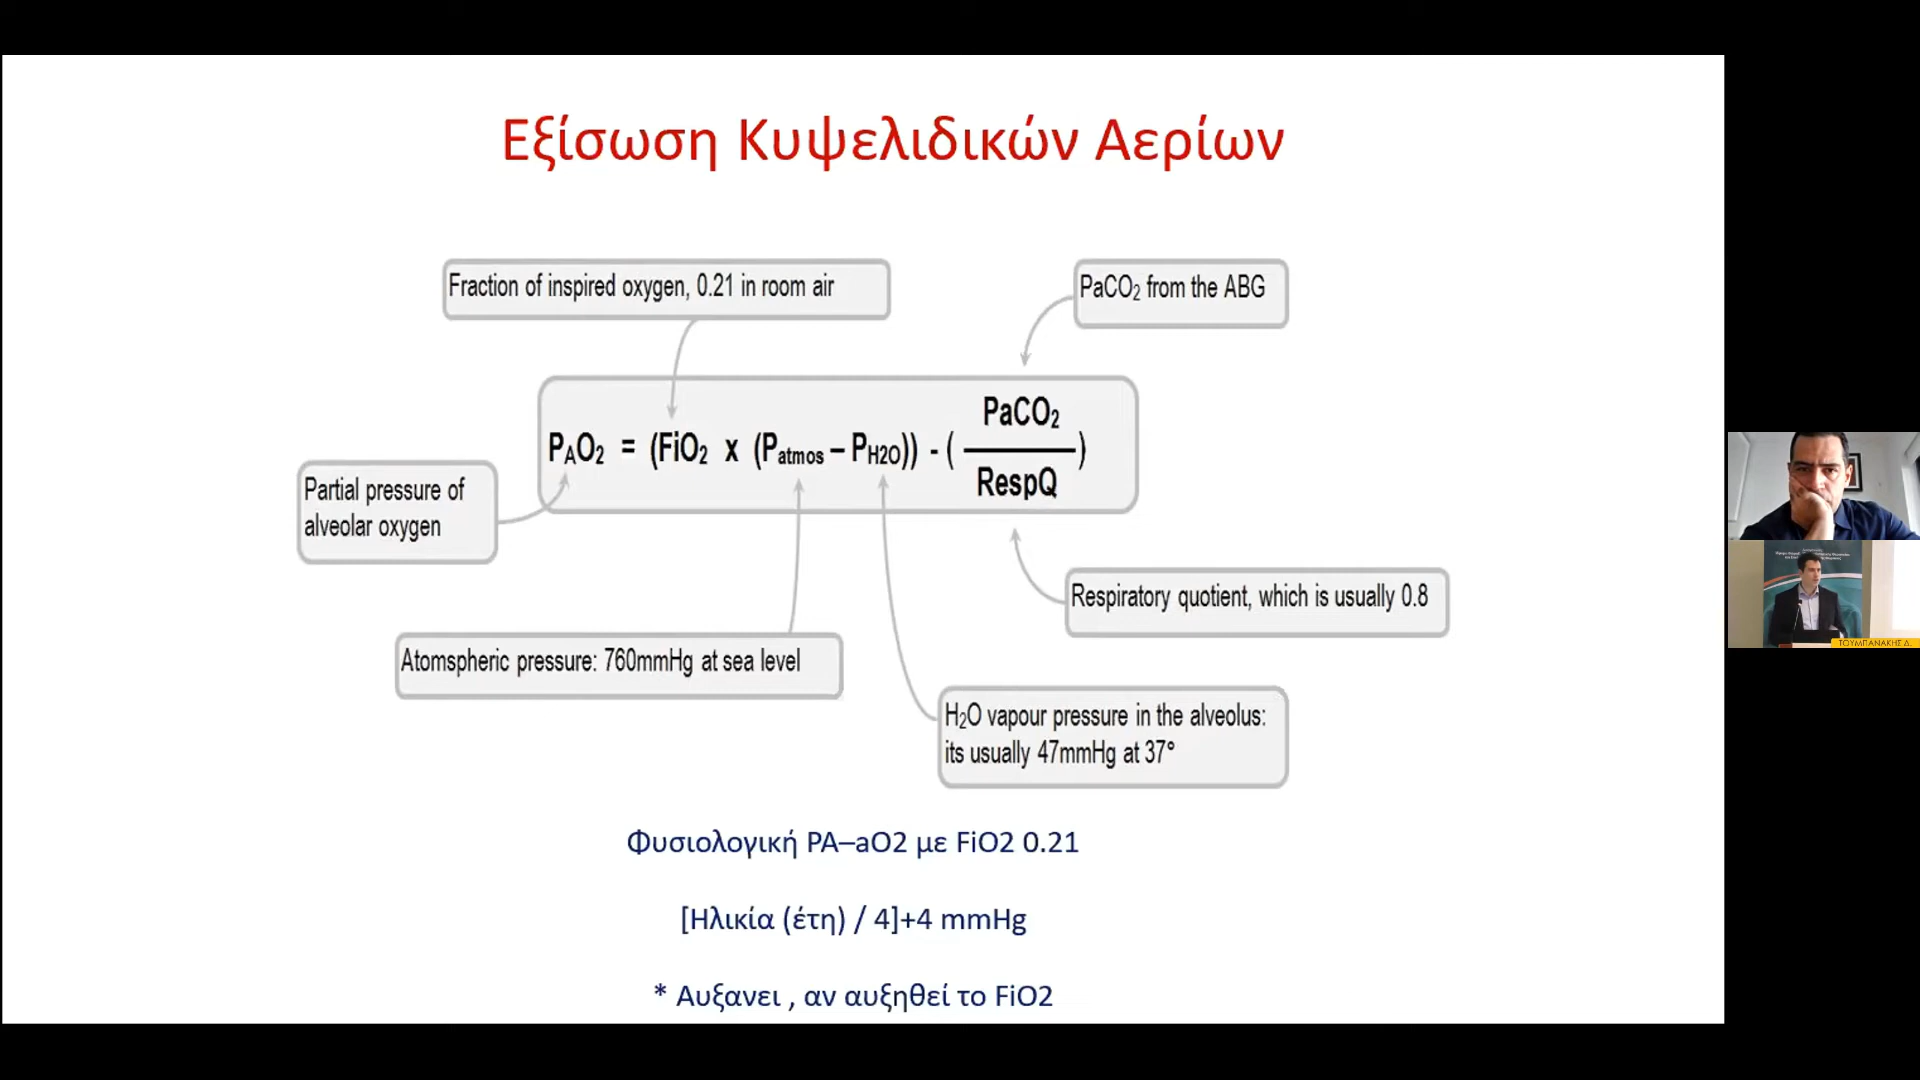 Εξίσωση Κυψελιδικών Αερίων
Fraction of inspired oxygen, 0.21 in room air
PaCO2 from the ABG
PAO2 = (FiO2 x (Patmos – PH2O)) - ( PaCO2 / RespQ )
Partial pressure of
alveolar oxygen
Respiratory quotient, which is usually 0.8
Atomspheric pressure: 760mmHg at sea level
H2O vapour pressure in the alveolus:
its usually 47mmHg at 37°
Φυσιολογική PA–aO2 με FiO2 0.21
[Ηλικία (έτη) / 4]+4 mmHg
* Αυξανει , αν αυξηθεί το FiO2
ΤΟΥΜΠΑΝΑΚΗΣ Δ.